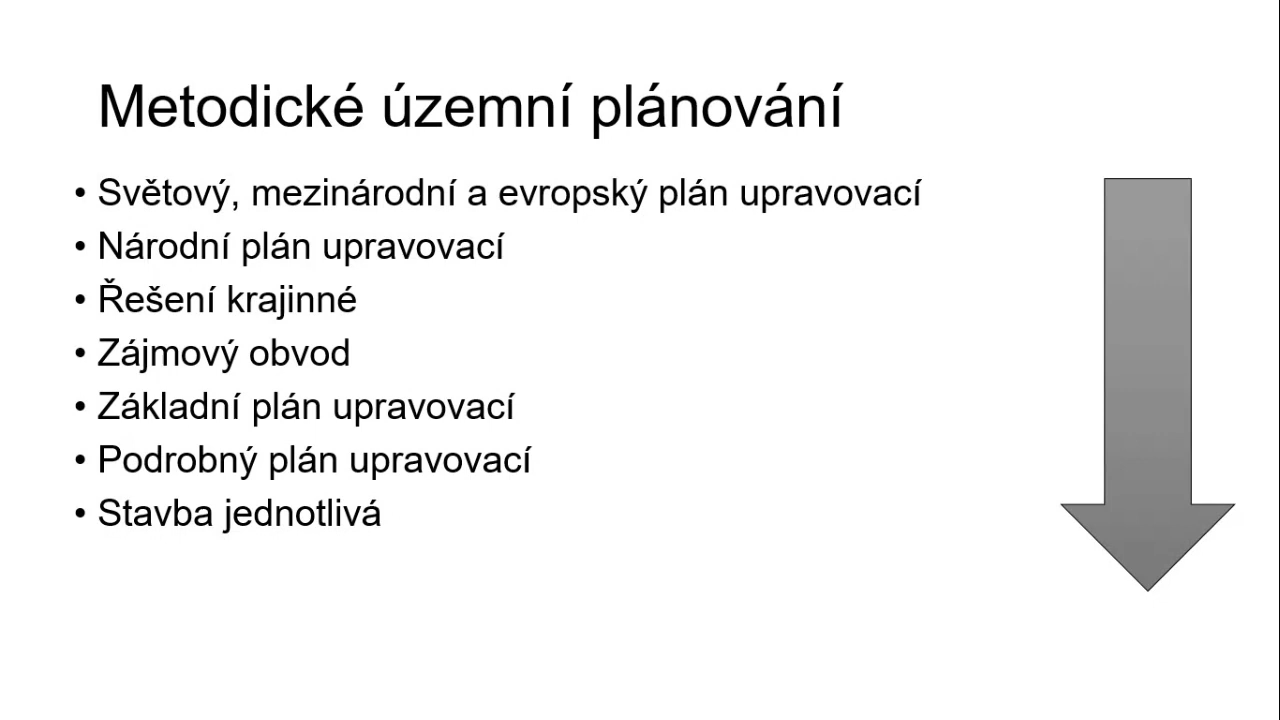 Metodické územní plánování
• Světový, mezinárodní a evropský plán upravovací
• Národní plán upravovací
• Řešení krajinné
• Zájmový obvod
• Základní plán upravovací
• Podrobný plán upravovací
• Stavba jednotlivá